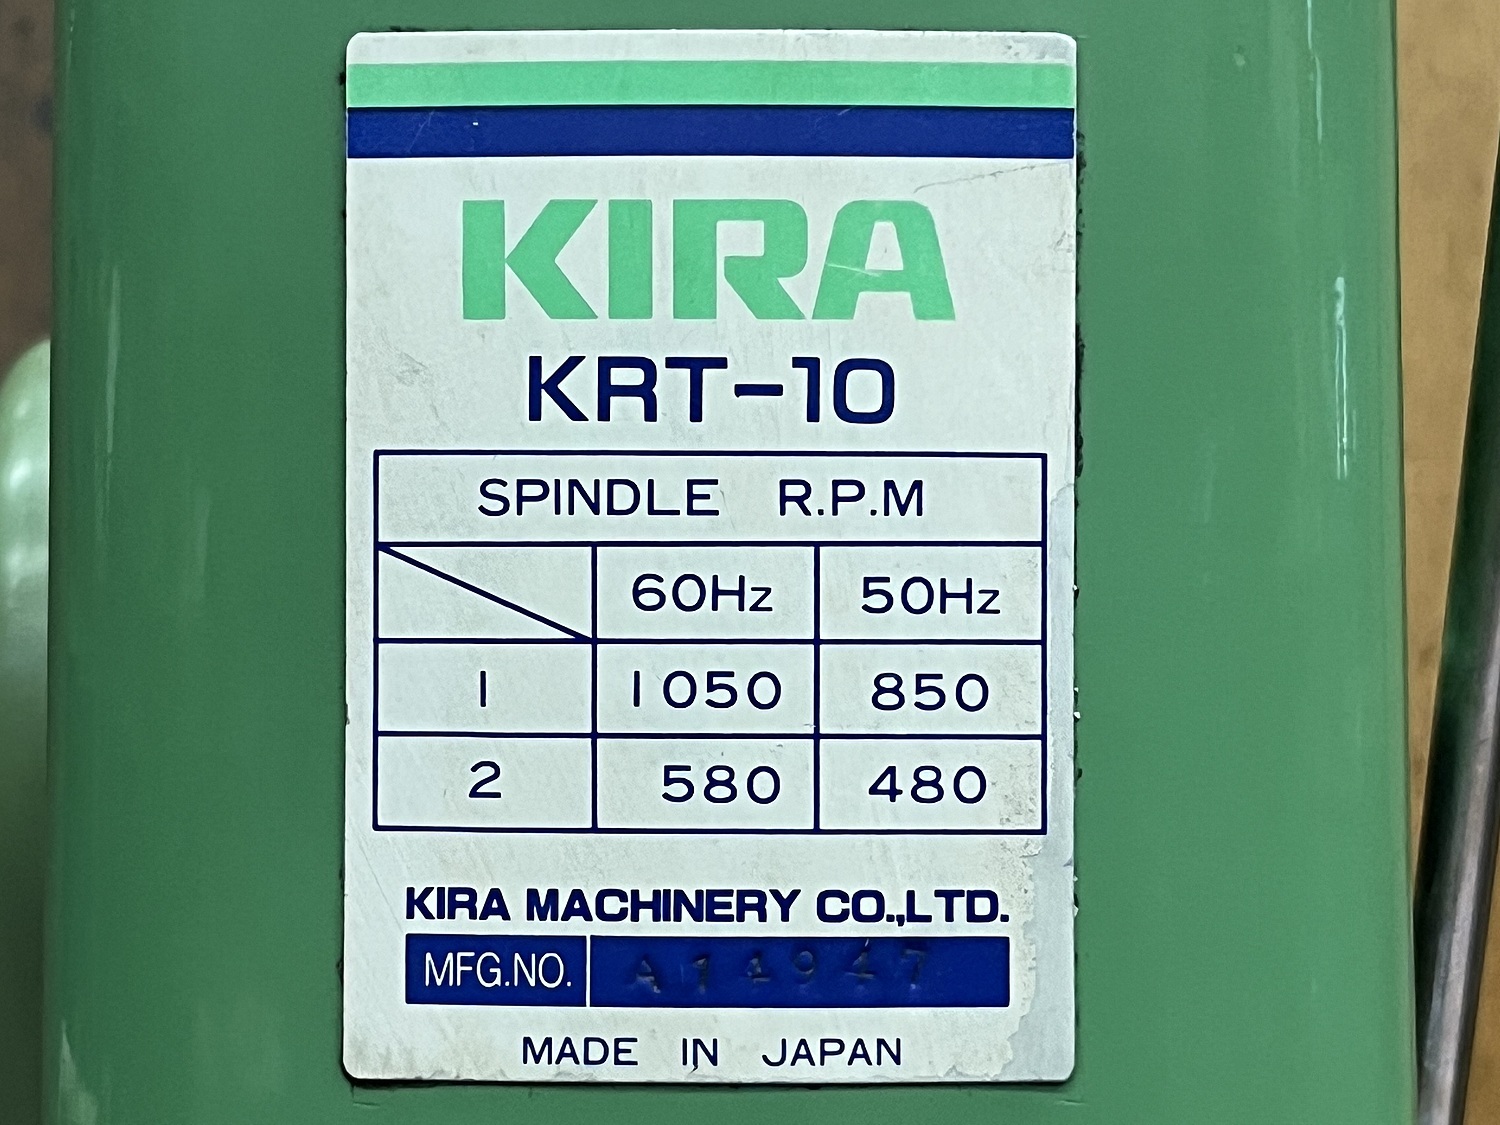 KIRA
KRT-10
SPINDLE R.P.M
60Hz 50Hz
1 1050 850
2 580 480
KIRA MACHINERY CO.,LTD.
MFG.NO. A14947
MADE IN JAPAN